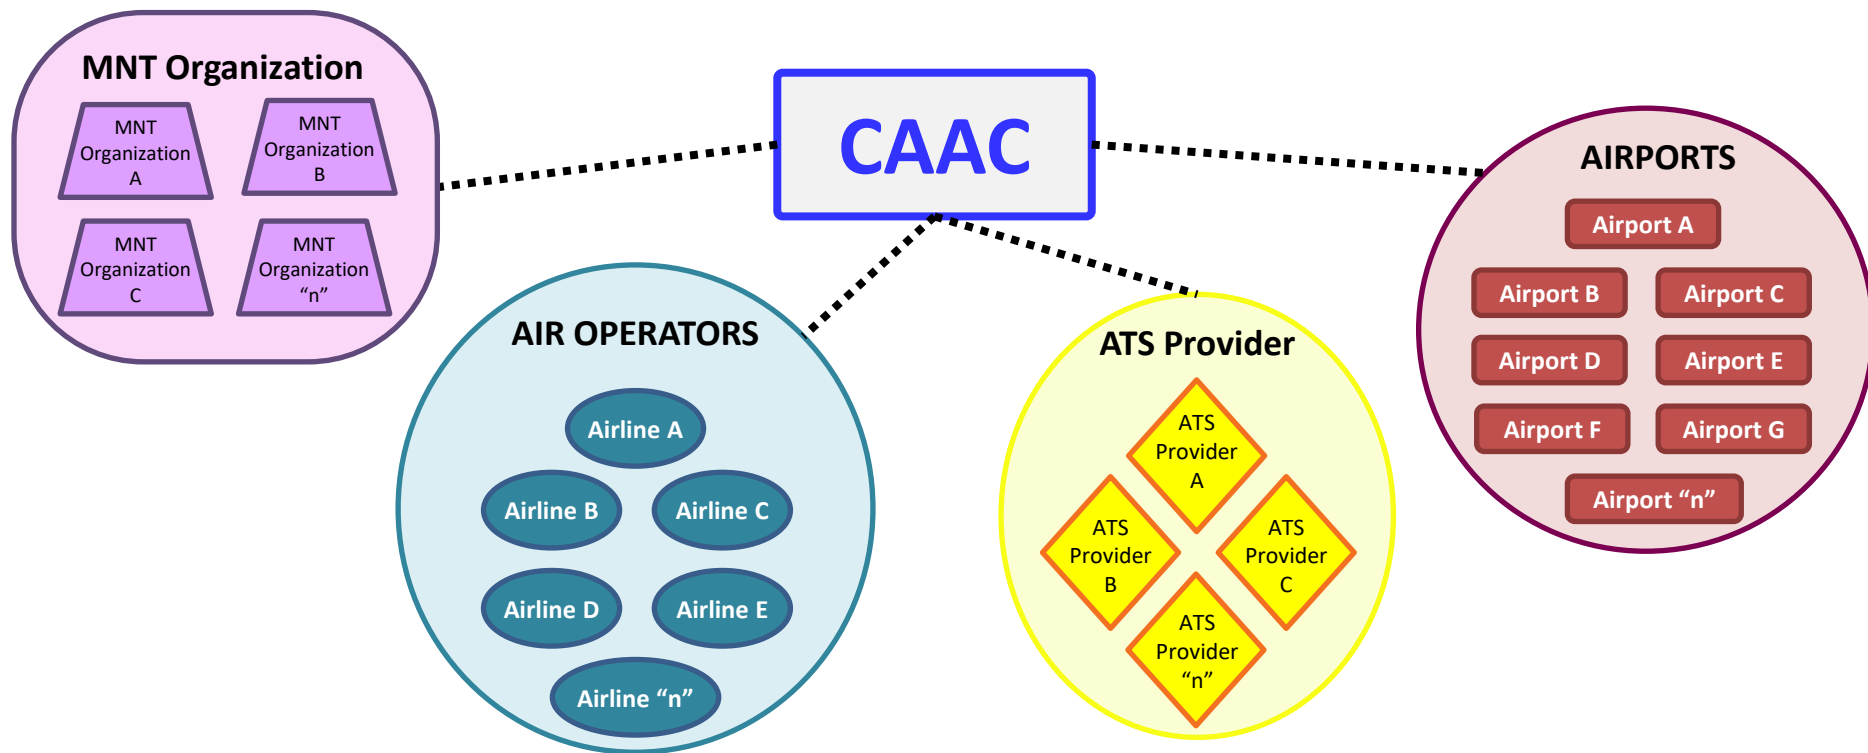 MNT Organization
MNT
Organization
A
MNT
Organization
B
MNT
Organization
C
MNT
Organization
“n”
CAAC
AIR OPERATORS
Airline A
Airline B
Airline C
Airline D
Airline E
Airline “n”
ATS Provider
ATS
Provider
A
ATS
Provider
B
ATS
Provider
C
ATS
Provider
“n”
AIRPORTS
Airport A
Airport B
Airport C
Airport D
Airport E
Airport F
Airport G
Airport “n”